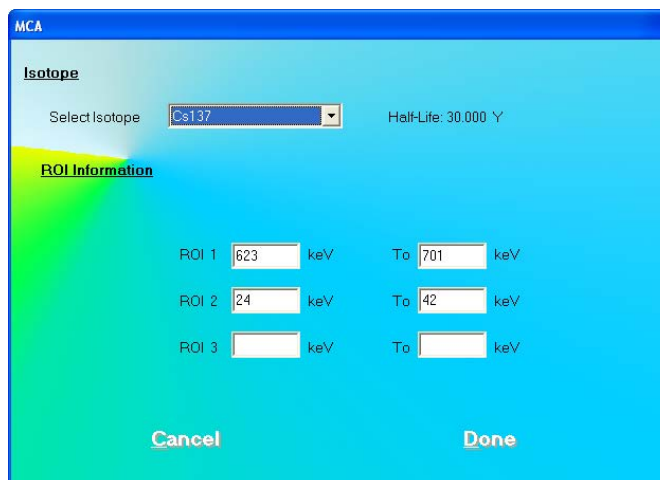 MCA
Isotope
Select Isotope Cs137 Half-Life: 30.000 Y
ROI Information
ROI 1 623 keV To 701 keV
ROI 2 24 keV To 42 keV
ROI 3 keV To keV
Cancel Done